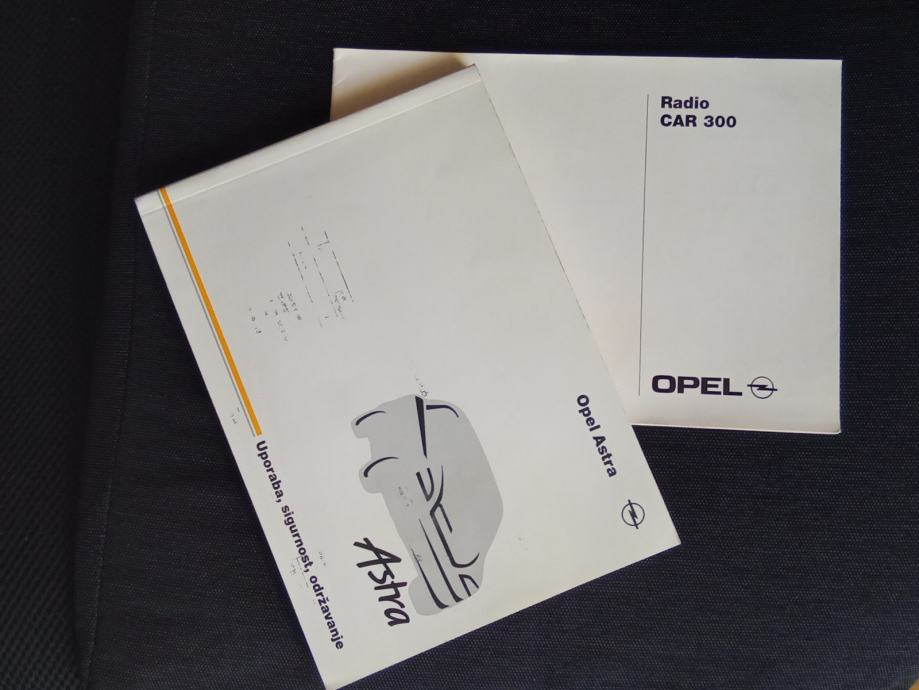 Radio
CAR 300
OPEL
Opel Astra
Astra
Uporaba, sigurnost, održavanje